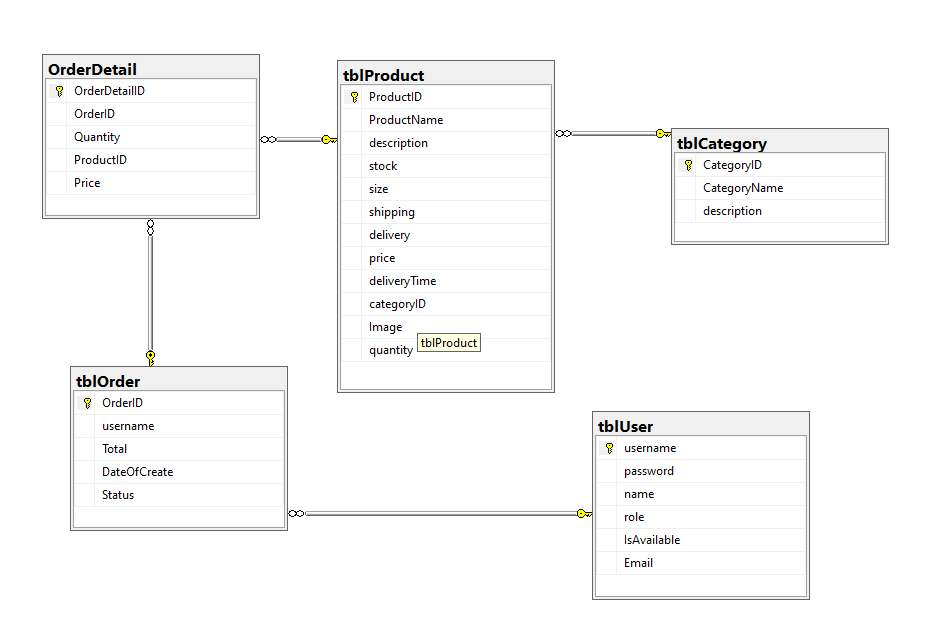 OrderDetail
OrderDetailID
OrderID
Quantity
ProductID
Price
tblProduct
ProductID
ProductName
description
stock
size
shipping
delivery
price
deliveryTime
categoryID
Image
quantity
tblProduct
tblCategory
CategoryID
CategoryName
description
tblOrder
OrderID
username
Total
DateOfCreate
Status
tblUser
username
password
name
role
IsAvailable
Email